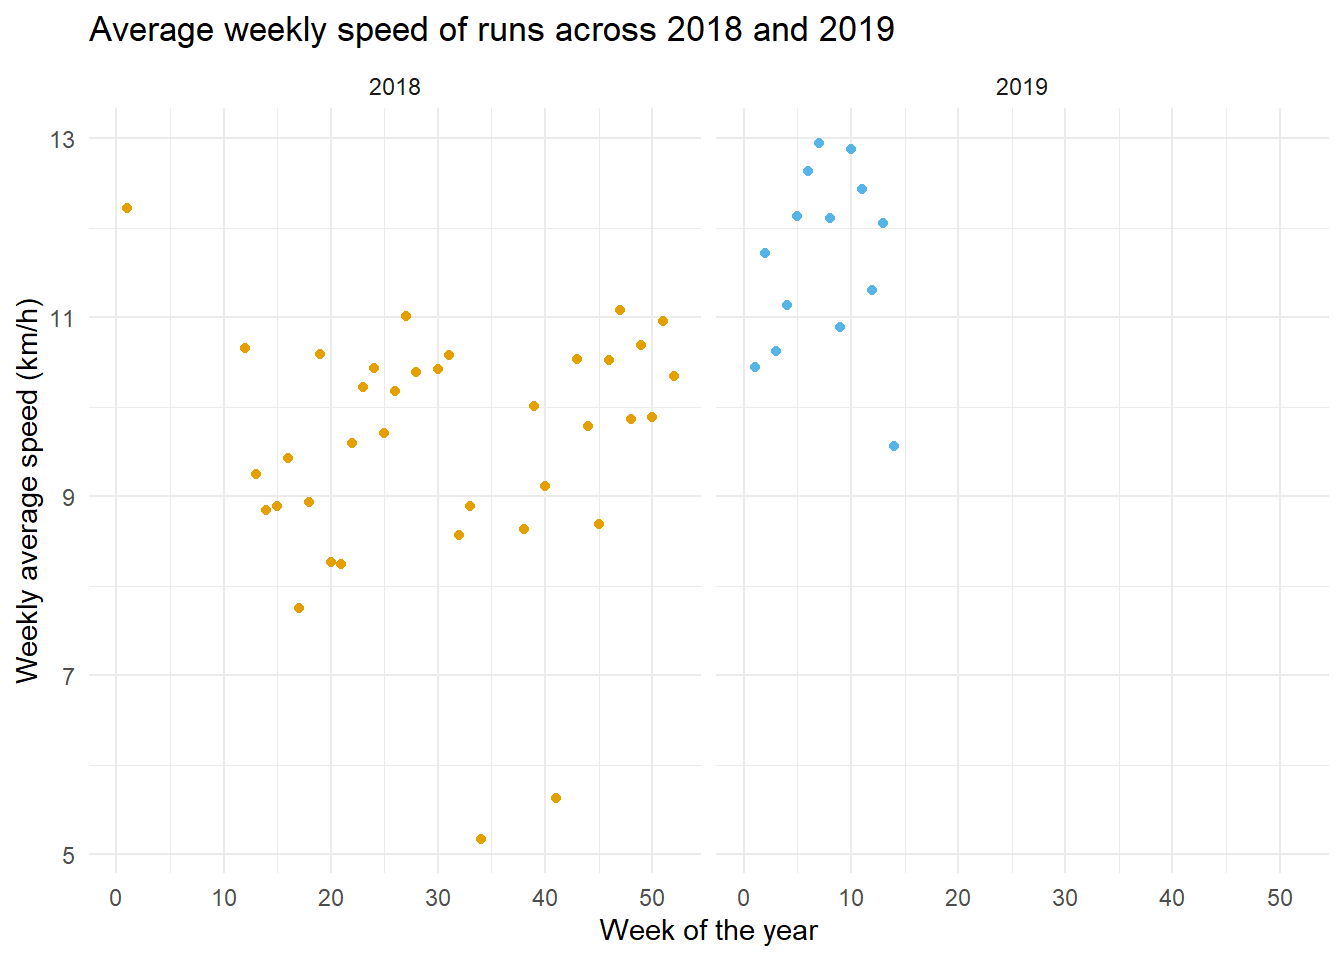 Average weekly speed of runs across 2018 and 2019
2018 2019
Weekly average speed (km/h)
13
11
9
7
5
0 10 20 30 40 50 0 10 20 30 40 50
Week of the year